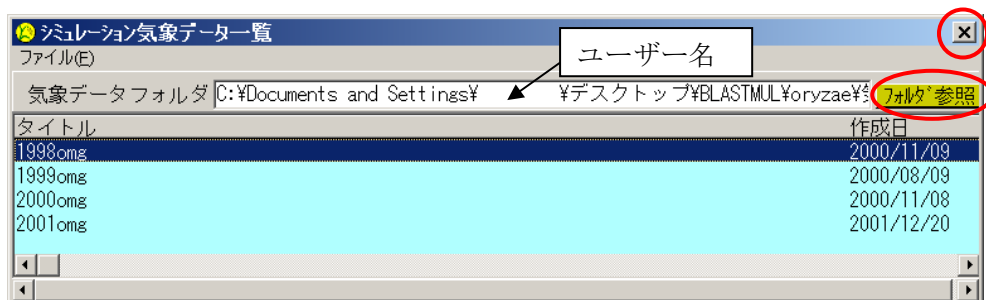 シミュレーション気象データ一覧
ファイル(F)
ユーザー名
気象データフォルダ C:¥Documents and Settings¥ ¥デスクトップ¥BLASTMUL¥oryzae¥ フォルダ参照
タイトル 作成日
1998omg 2000/11/09
1999omg 2000/08/09
2000omg 2000/11/08
2001omg 2001/12/20